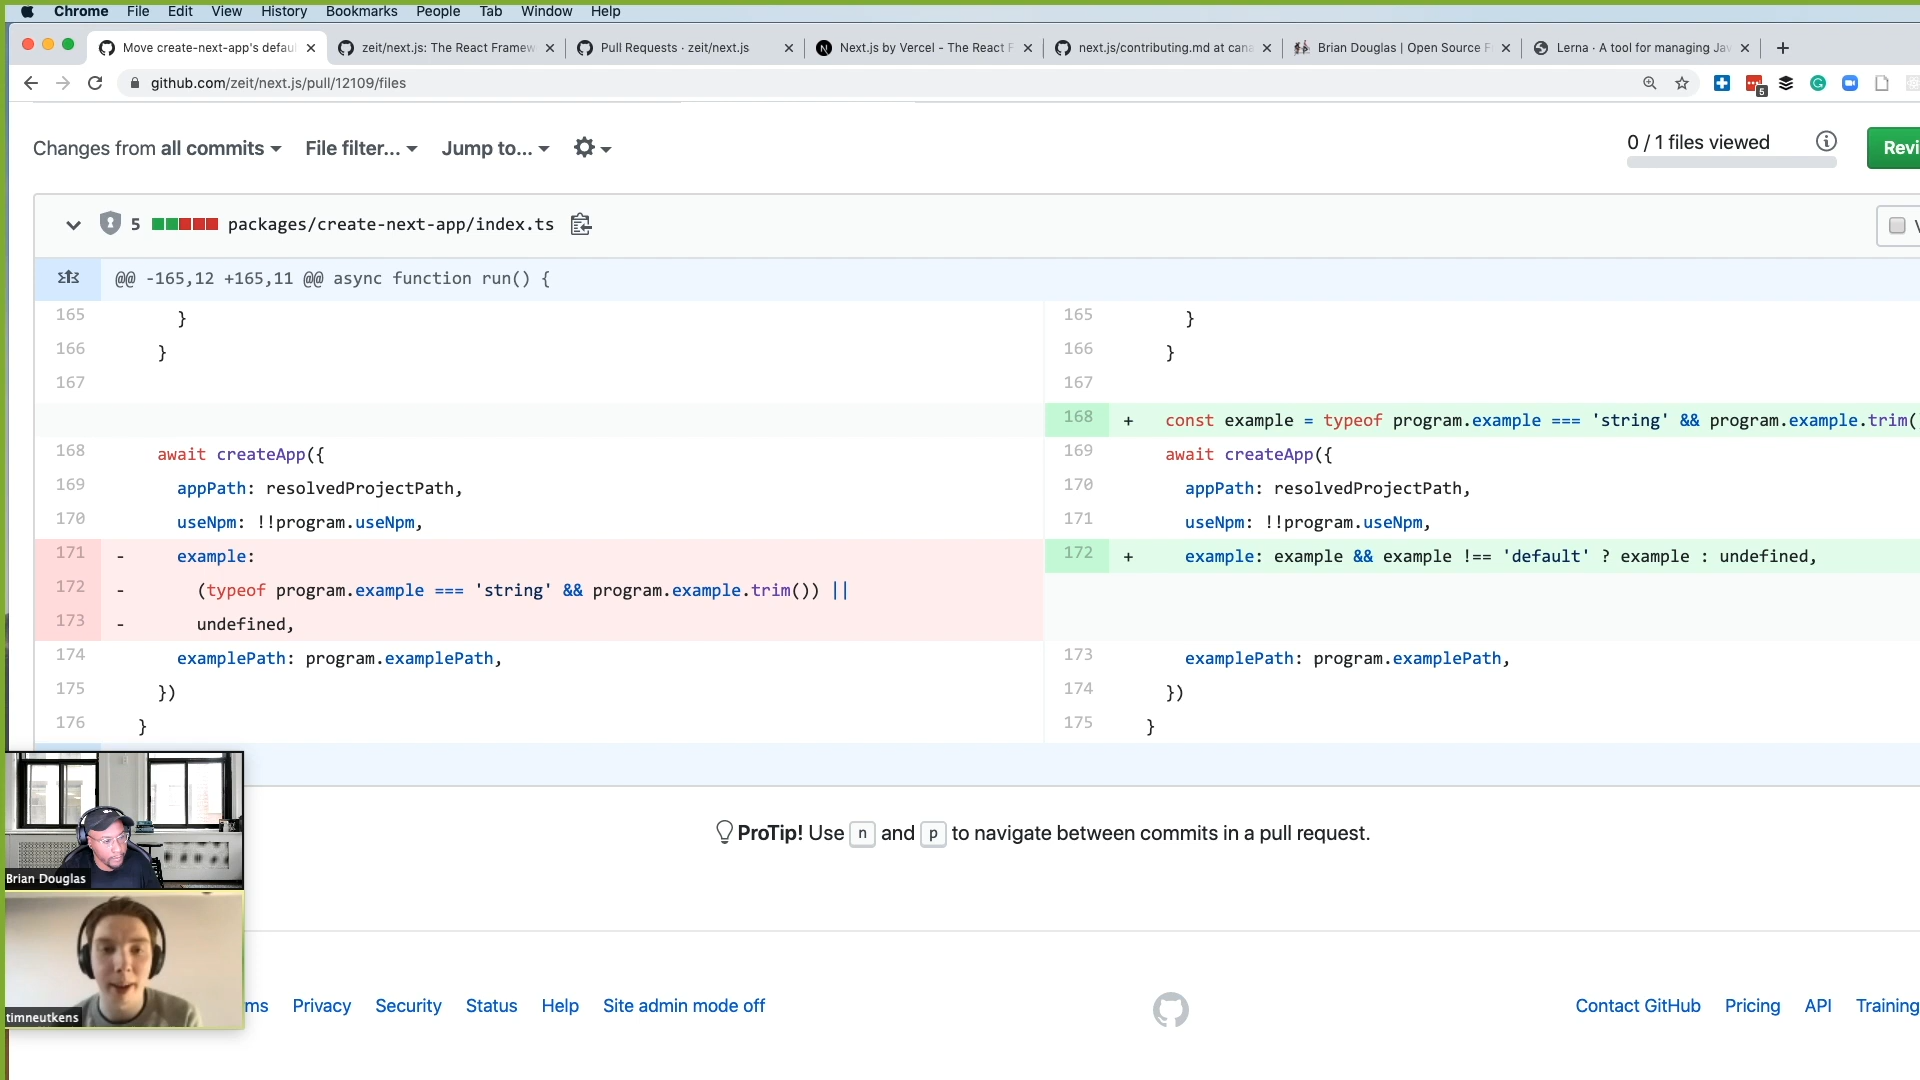 Chrome File Edit View History Bookmarks People Tab Window Help
Move create-next-app's defau
zeit/next.js: The React Framew
Pull Requests · zeit/next.js
Next.js by Vercel - The React F
next.js/contributing.md at cana
Brian Douglas | Open Source F
Lerna · A tool for managing Jav
github.com/zeit/next.js/pull/12109/files
5
Changes from all commits File filter... Jump to...
0 / 1 files viewed
Revi
5 packages/create-next-app/index.ts
V
@@ -165,12 +165,11 @@ async function run() {
165 }
165 }
166 }
166 }
167
167
168 + const example = typeof program.example === 'string' && program.example.trim(
168 await createApp({
169 await createApp({
169 appPath: resolvedProjectPath,
170 appPath: resolvedProjectPath,
170 useNpm: !!program.useNpm,
171 useNpm: !!program.useNpm,
171 - example:
172 + example: example && example !== 'default' ? example : undefined,
172 - (typeof program.example === 'string' && program.example.trim()) ||
173 - undefined,
174 examplePath: program.examplePath,
173 examplePath: program.examplePath,
175 })
174 })
176 }
175 }
Brian Douglas
ProTip! Use n and p to navigate between commits in a pull request.
timneutkens
ms Privacy Security Status Help Site admin mode off
Contact GitHub Pricing API Training